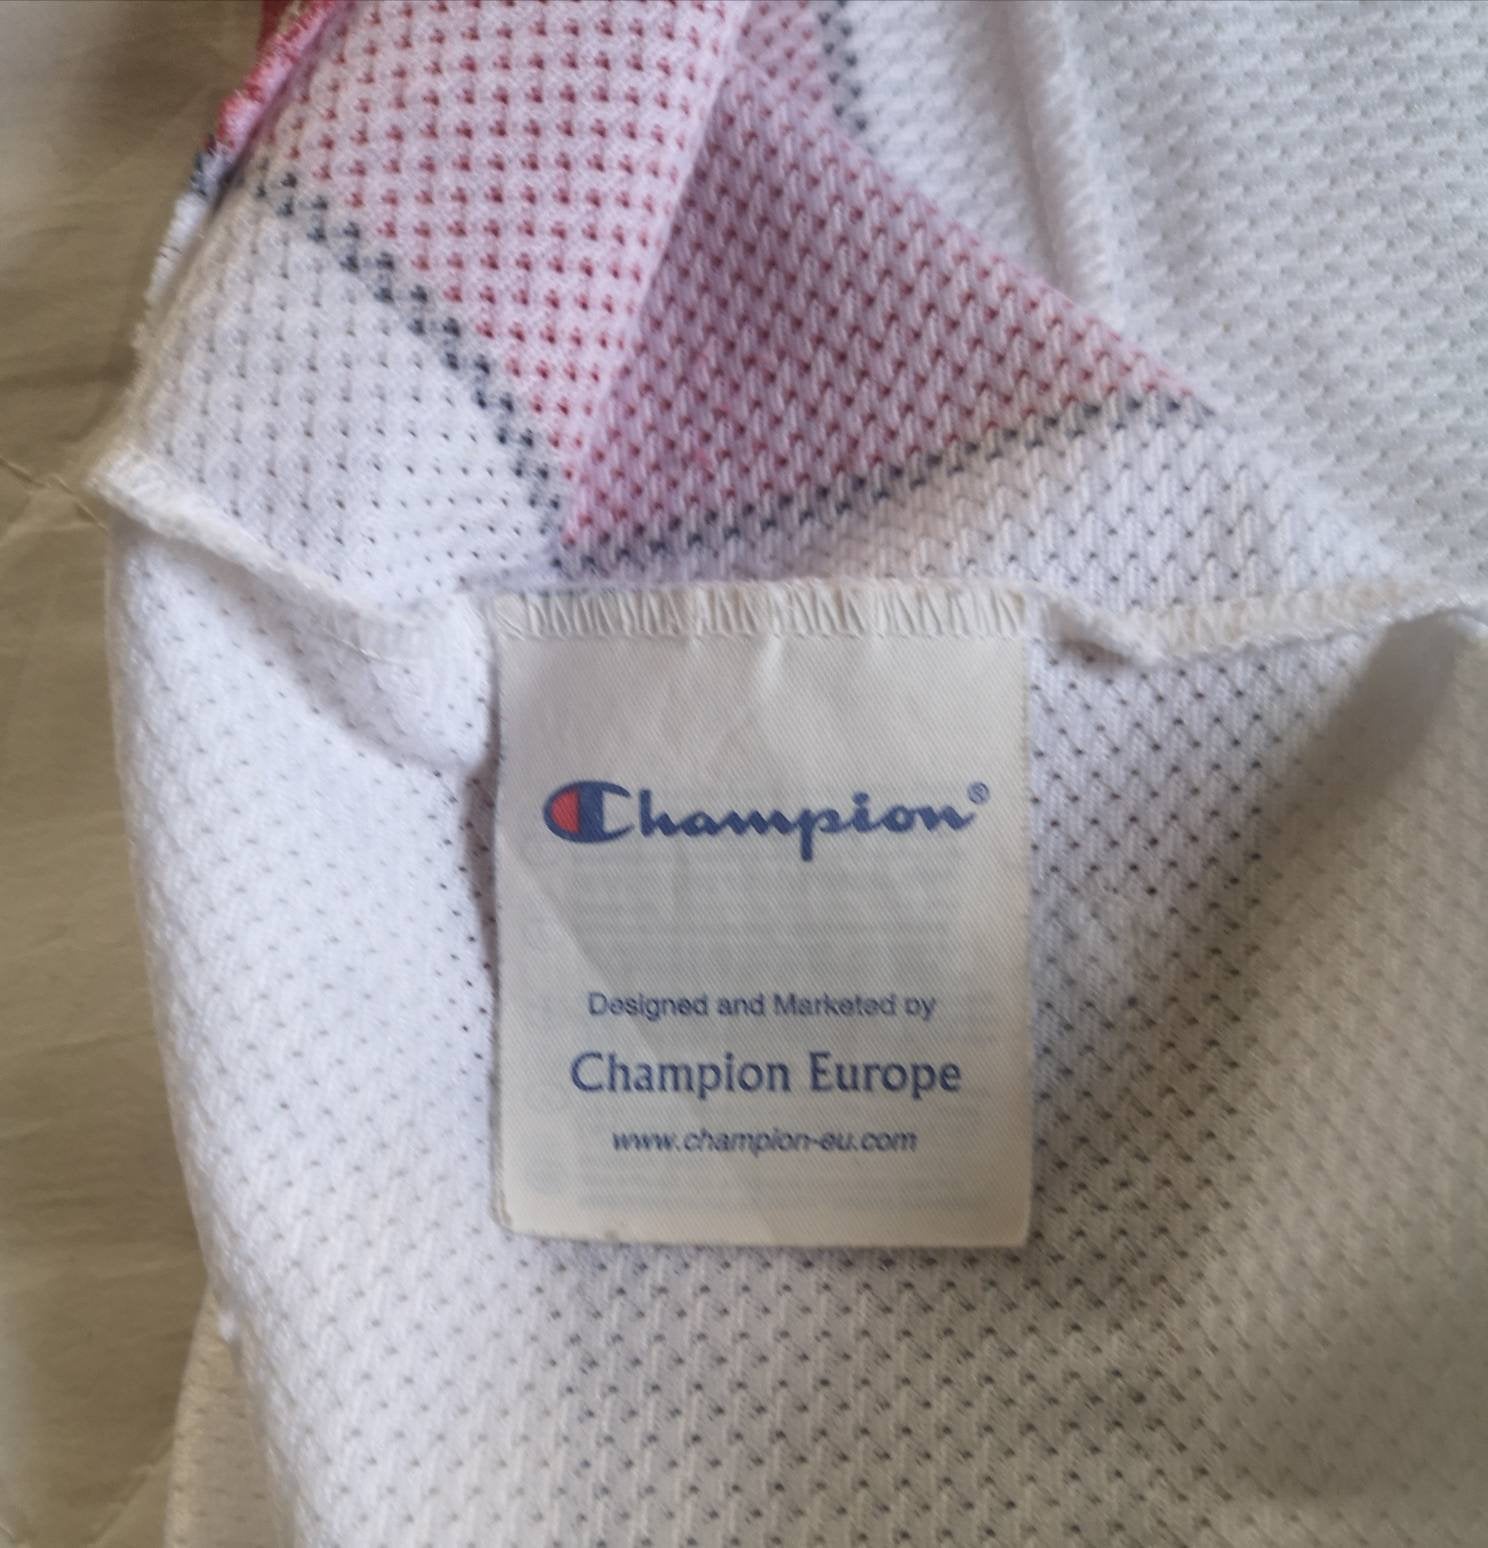 Champion®
Designed and Marketed by
Champion Europe
www.champion-eu.com